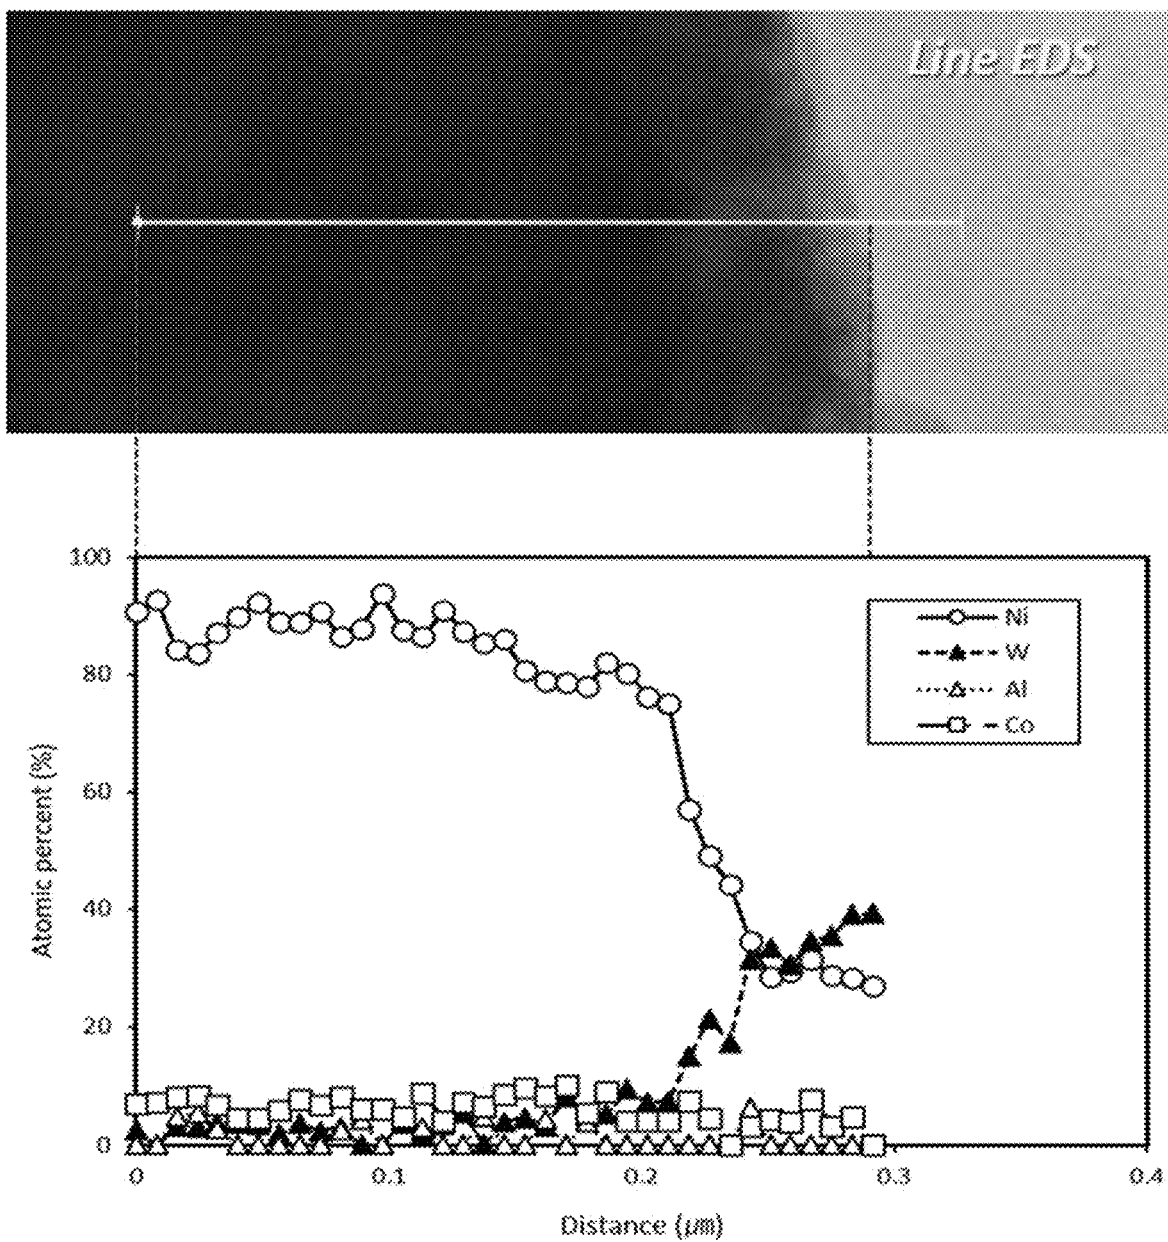 Line EDS
100
80
60
40
20
0
Atomic percent (%)
0 0.1 0.2 0.3 0.4
Distance (μm)
Ni
W
Al
Co